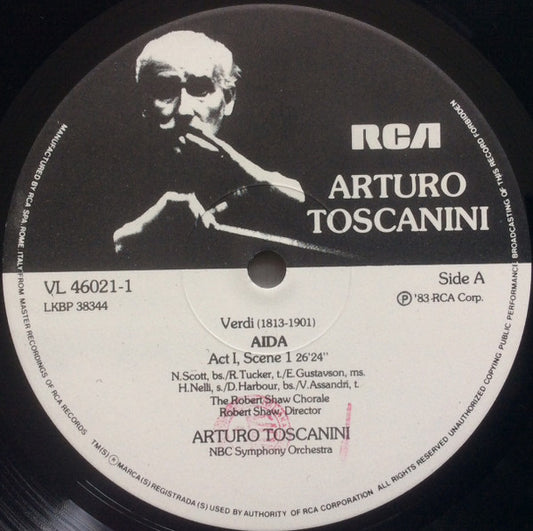 RCA
ARTURO
TOSCANINI
VL 46021-1
LKBP 38344
Side A
Ⓟ '83 RCA Corp.
Verdi (1813-1901)
AIDA
Act I, Scene 1 26'24"
N. Scott, bs./R. Tucker, t./E. Gustavson, ms.
H. Nelli, s./D. Harbour, bs./V. Assandri, t.
The Robert Shaw Chorale
Robert Shaw, Director
ARTURO TOSCANINI
NBC Symphony Orchestra
MANUFACTURED BY RCA SPA, ROME, ITALY, FROM MASTER RECORDINGS OF RCA RECORDS
TM(S) ® MARCA(S) REGISTRADA(S) USED BY AUTHORITY OF RCA CORPORATION ALL RIGHTS RESERVED UNAUTHORIZED COPYING PUBLIC PERFORMANCE BROADCASTING OF THIS RECORD FORBIDDEN